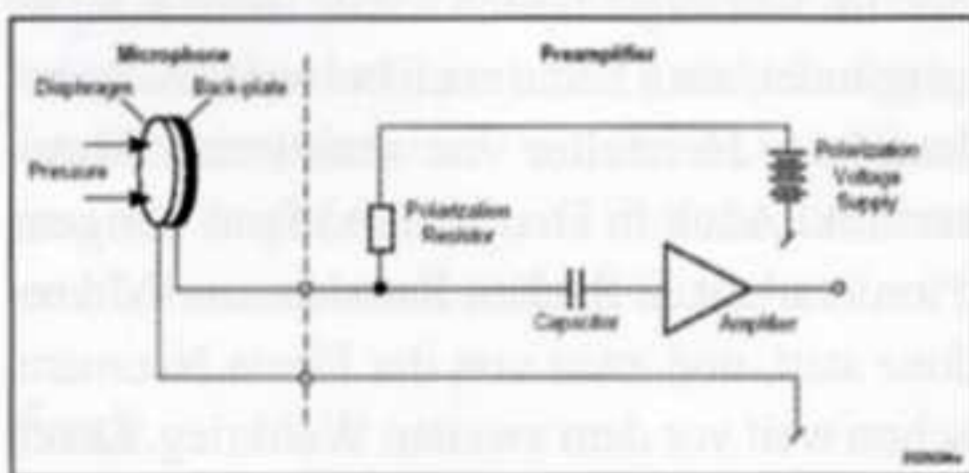 Microphone
Preamplifier
Diaphragm
Back-plate
Pressure
Polarization
Resistor
Polarization
Voltage
Supply
Capacitor
Amplifier